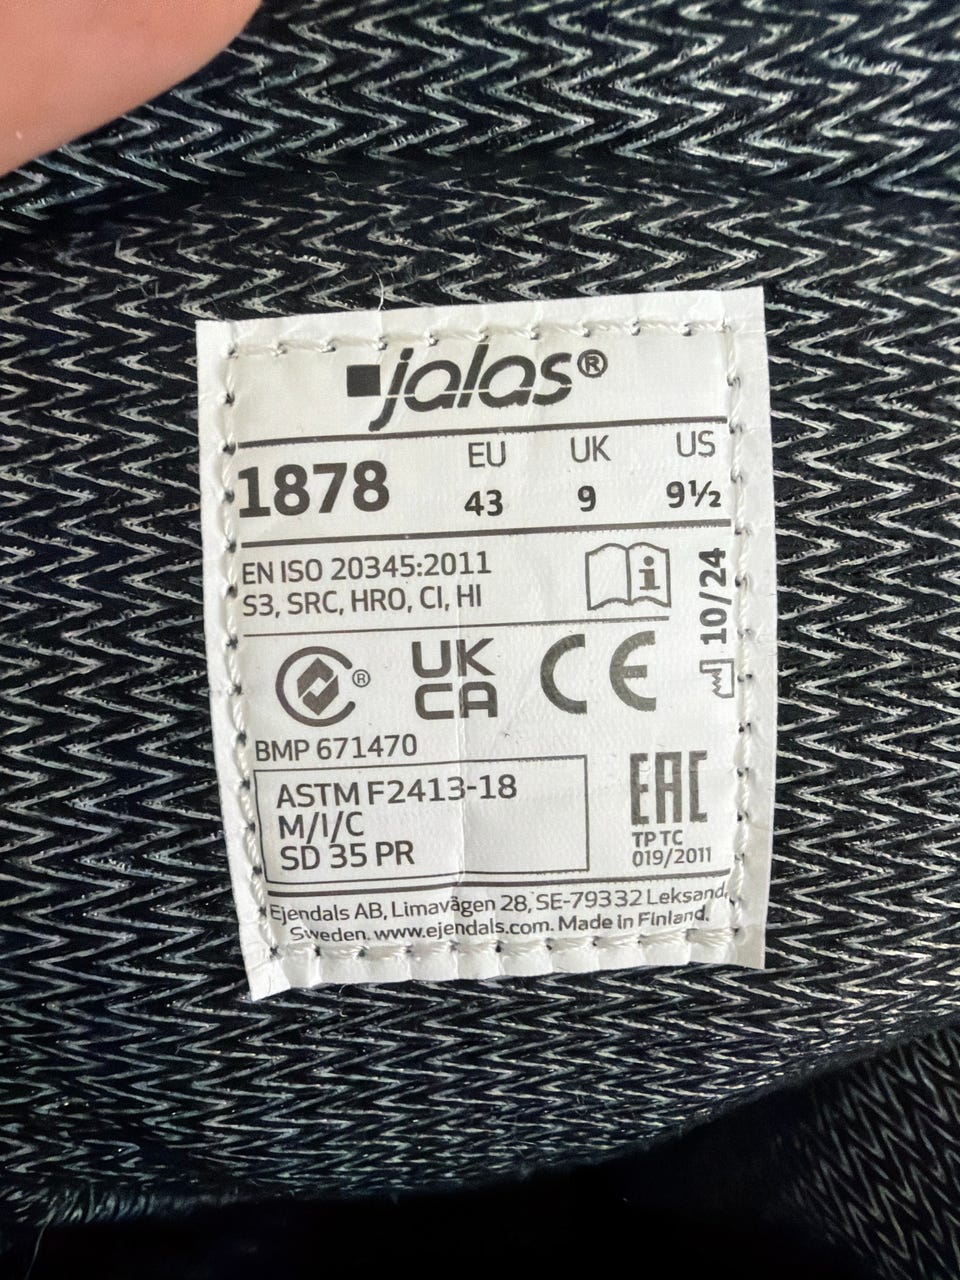 jalas®
1878
EU UK US
43 9 9½
EN ISO 20345:2011
S3, SRC, HRO, CI, HI
i
10/24
®
UK
CA
CE
BMP 671470
ASTM F2413-18
M/I/C
SD 35 PR
EAC
TP TC
019/2011
Ejendals AB, Limavägen 28, SE-79332 Leksand,
Sweden. www.ejendals.com. Made in Finland.